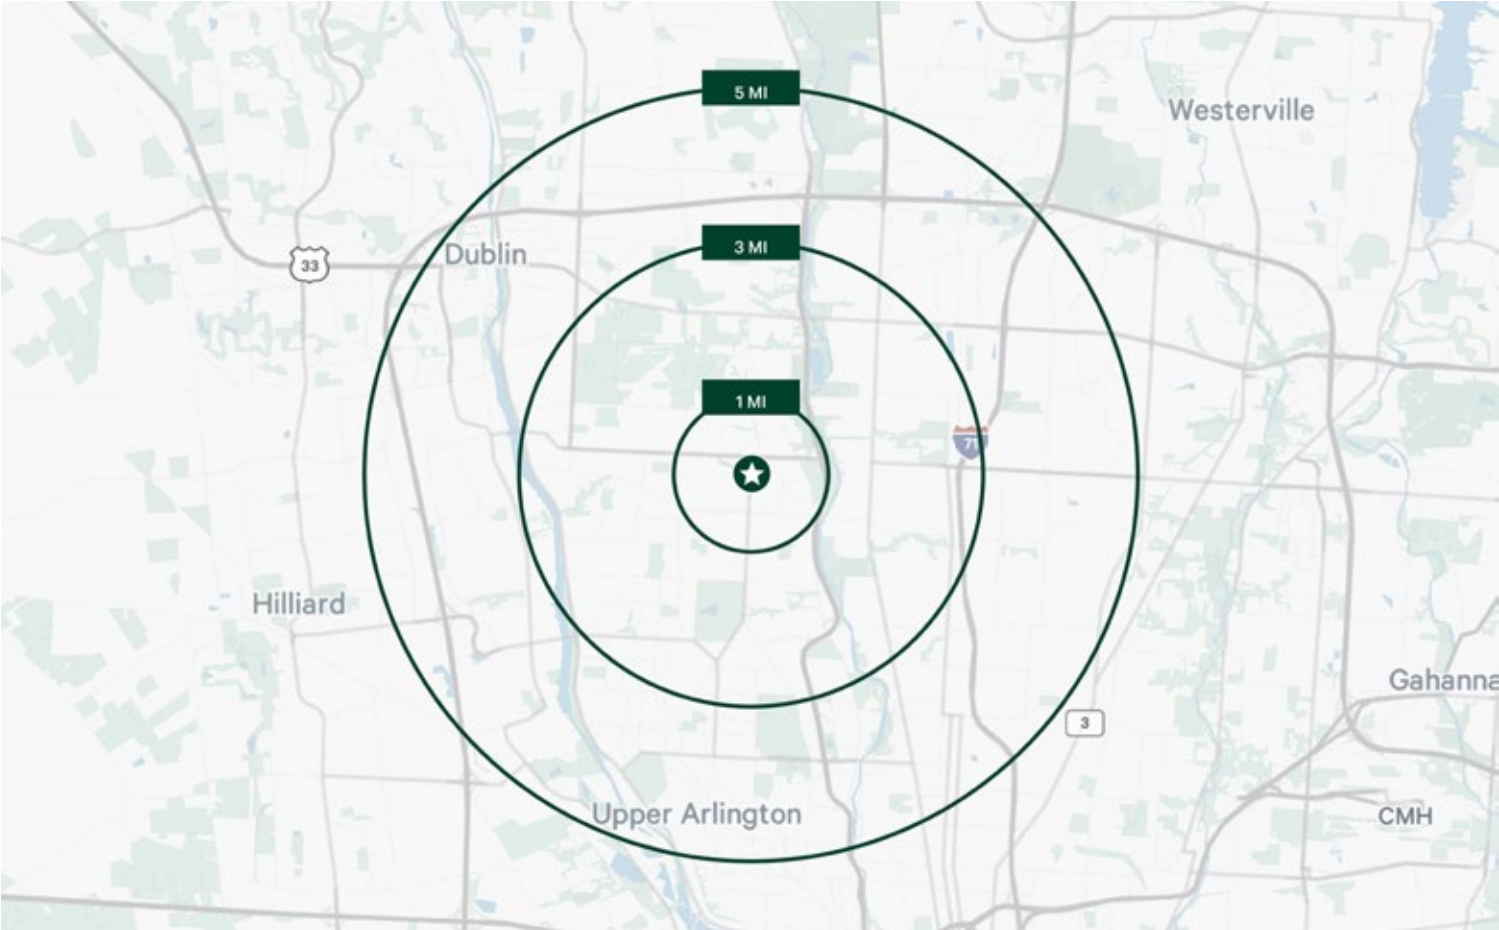 5 MI
Westerville
3 MI
Dublin
33
1 MI
71
Hilliard
Gahanna
3
Upper Arlington
CMH